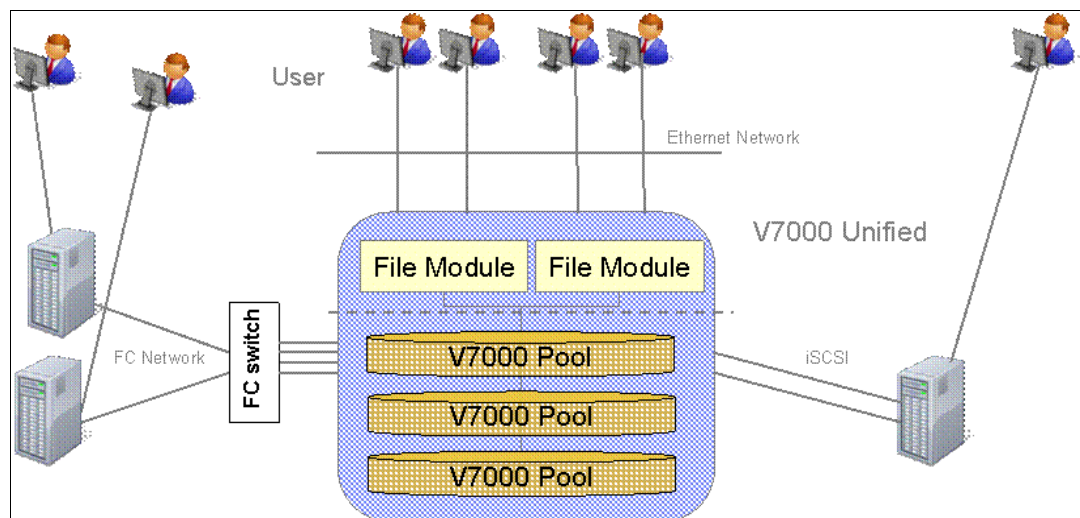 User
Ethernet Network
V7000 Unified
File Module
File Module
FC Network
FC switch
V7000 Pool
iSCSI
V7000 Pool
V7000 Pool